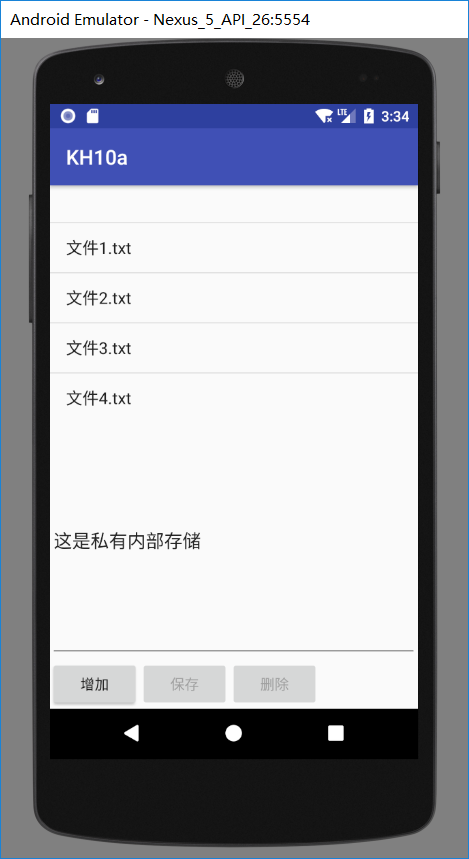 Android Emulator - Nexus_5_API_26:5554
LTE 3:34
KH10a
文件1.txt
文件2.txt
文件3.txt
文件4.txt
这是私有内部存储
增加 保存 删除